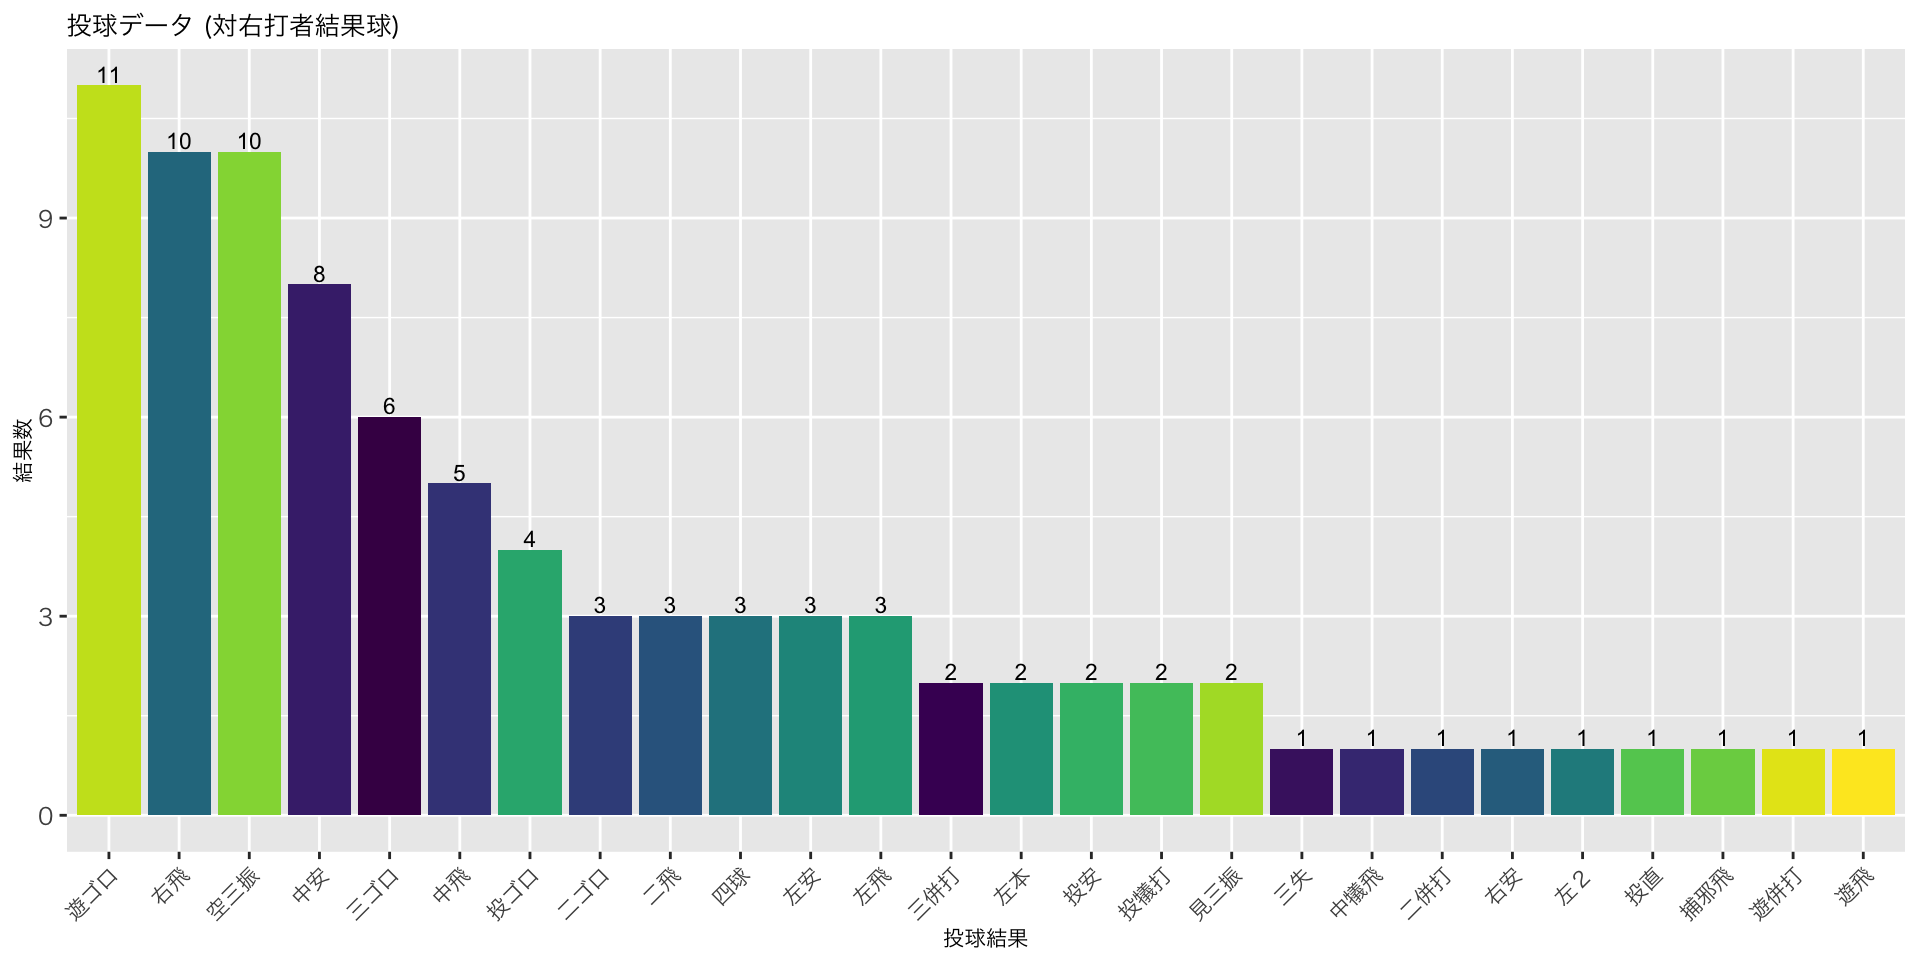 投球データ (対右打者結果球)
結果数
9
6
3
0
11
10
10
8
6
5
4
3
3
3
3
3
2
2
2
2
2
1
1
1
1
1
1
1
1
1
遊ゴロ
右飛
空三振
中安
三ゴロ
中飛
投ゴロ
二ゴロ
二飛
四球
左安
左飛
三併打
左本
投安
投犠打
見三振
三失
中犠飛
二併打
右安
左２
投直
捕邪飛
遊併打
遊飛
投球結果